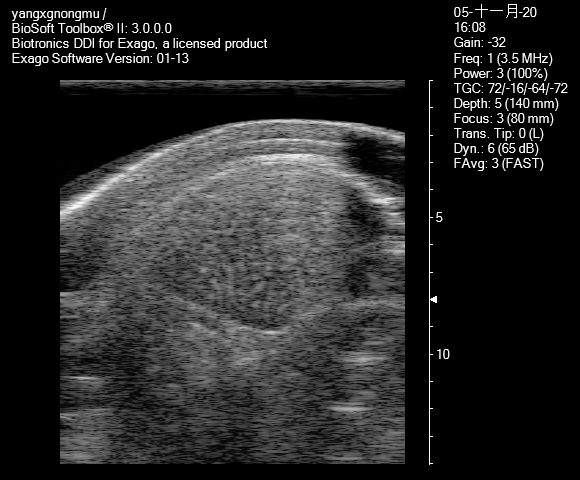 yangxgnongmu /
BioSoft Toolbox® II: 3.0.0.0
Biotronics DDI for Exago, a licensed product
Exago Software Version: 01-13
05-十一月-20
16:08
Gain: -32
Freq: 1 (3.5 MHz)
Power: 3 (100%)
TGC: 72/-16/-64/-72
Depth: 5 (140 mm)
Focus: 3 (80 mm)
Trans. Tip: 0 (L)
Dyn.: 6 (65 dB)
FAvg: 3 (FAST)
5
10